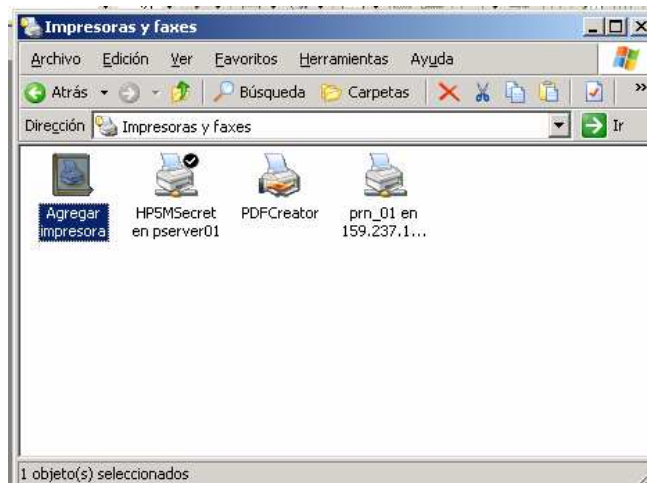 Impresoras y faxes
Archivo Edición Ver Favoritos Herramientas Ayuda
Atrás Búsqueda Carpetas »
Dirección Impresoras y faxes Ir
Agregar impresora
HP5MSecret en pserver01
PDFCreator
prn_01 en 159.237.1...
1 objeto(s) seleccionados